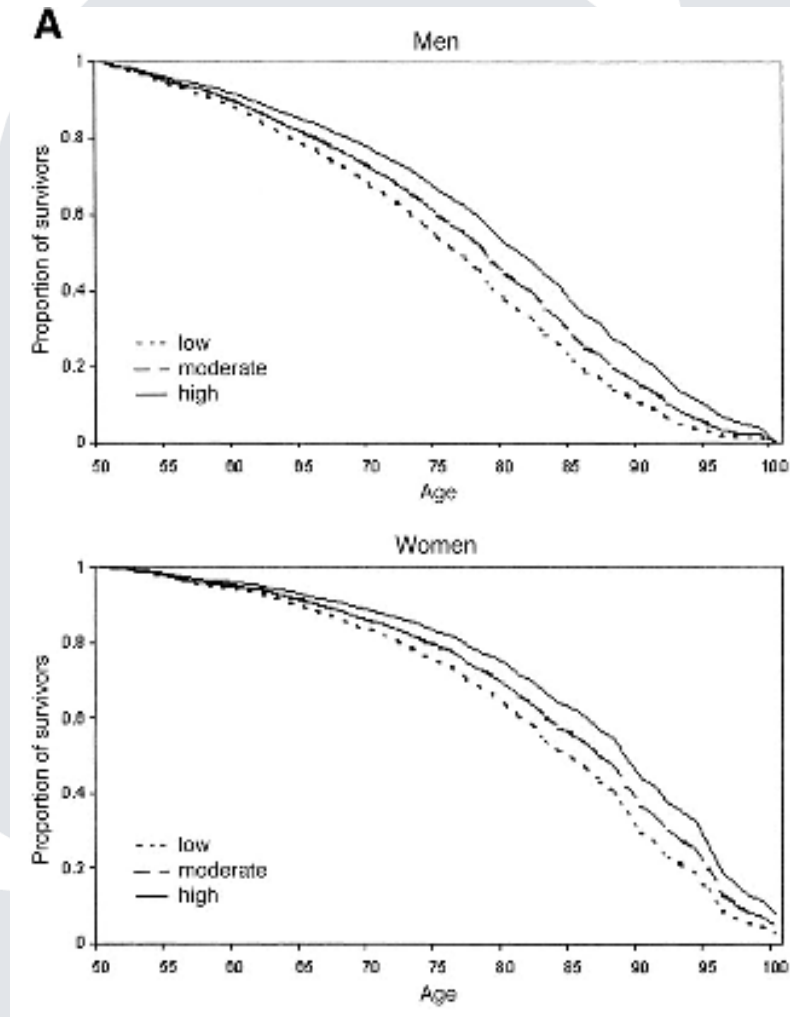 A
Men
1
0.8
0.6
0.4
0.2
0
Proportion of survivors
low
moderate
high
50 55 60 65 70 75 80 85 90 95 100
Age
Women
1
0.8
0.6
0.4
0.2
0
Proportion of survivors
low
moderate
high
50 55 60 65 70 75 80 85 90 95 100
Age